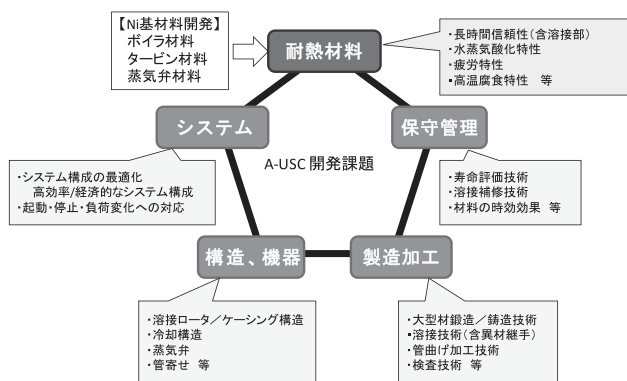 【Ni基材料開発】
ボイラ材料
タービン材料
蒸気弁材料
耐熱材料
・長時間信頼性(含溶接部)
・水蒸気酸化特性
・疲労特性
・高温腐食特性 等
システム
保守管理
A-USC 開発課題
・システム構成の最適化
高効率/経済的なシステム構成
・起動・停止・負荷変化への対応
・寿命評価技術
・溶接補修技術
・材料の時効効果 等
構造、機器
製造加工
・溶接ロータ／ケーシング構造
・冷却構造
・蒸気弁
・管寄せ 等
・大型材鍛造／鋳造技術
・溶接技術(含異材継手)
・管曲げ加工技術
・検査技術 等